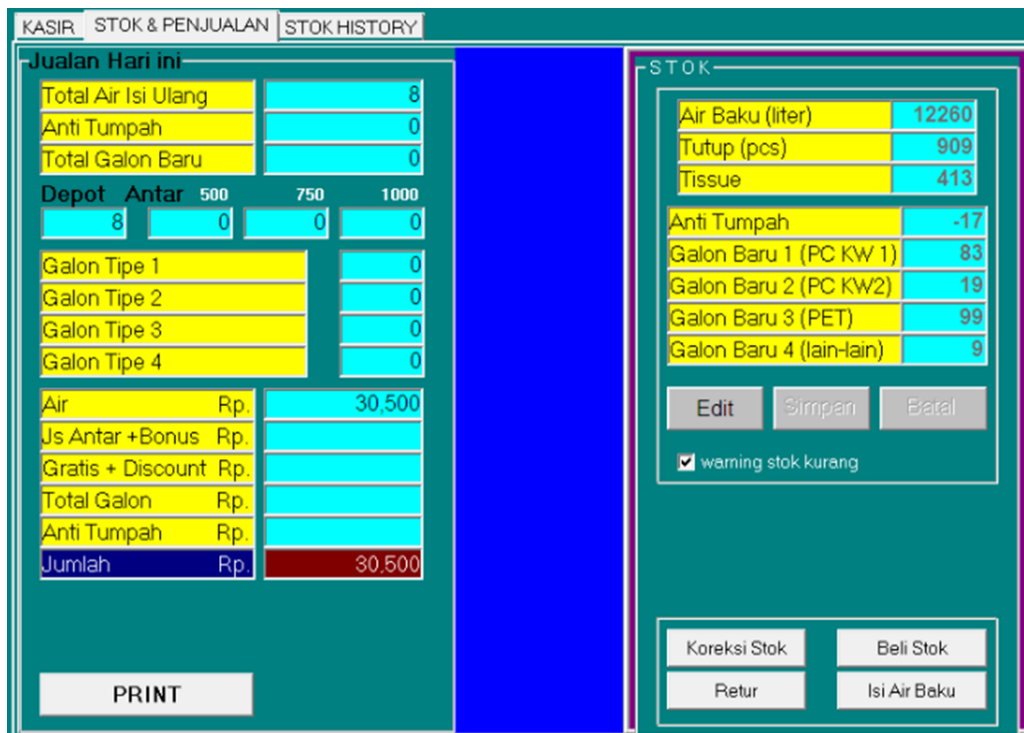 KASIR STOK & PENJUALAN STOK HISTORY
Jualan Hari ini
Total Air Isi Ulang 8
Anti Tumpah 0
Total Galon Baru 0
Depot Antar 500 750 1000
8 0 0 0
Galon Tipe 1 0
Galon Tipe 2 0
Galon Tipe 3 0
Galon Tipe 4 0
Air Rp. 30,500
Js Antar +Bonus Rp.
Gratis + Discount Rp.
Total Galon Rp.
Anti Tumpah Rp.
Jumlah Rp. 30,500
PRINT
STOK
Air Baku (liter) 12260
Tutup (pcs) 909
Tissue 413
Anti Tumpah -17
Galon Baru 1 (PC KW 1) 83
Galon Baru 2 (PC KW2) 19
Galon Baru 3 (PET) 99
Galon Baru 4 (lain-lain) 9
Edit Simpan Batal
warning stok kurang
Koreksi Stok Beli Stok
Retur Isi Air Baku